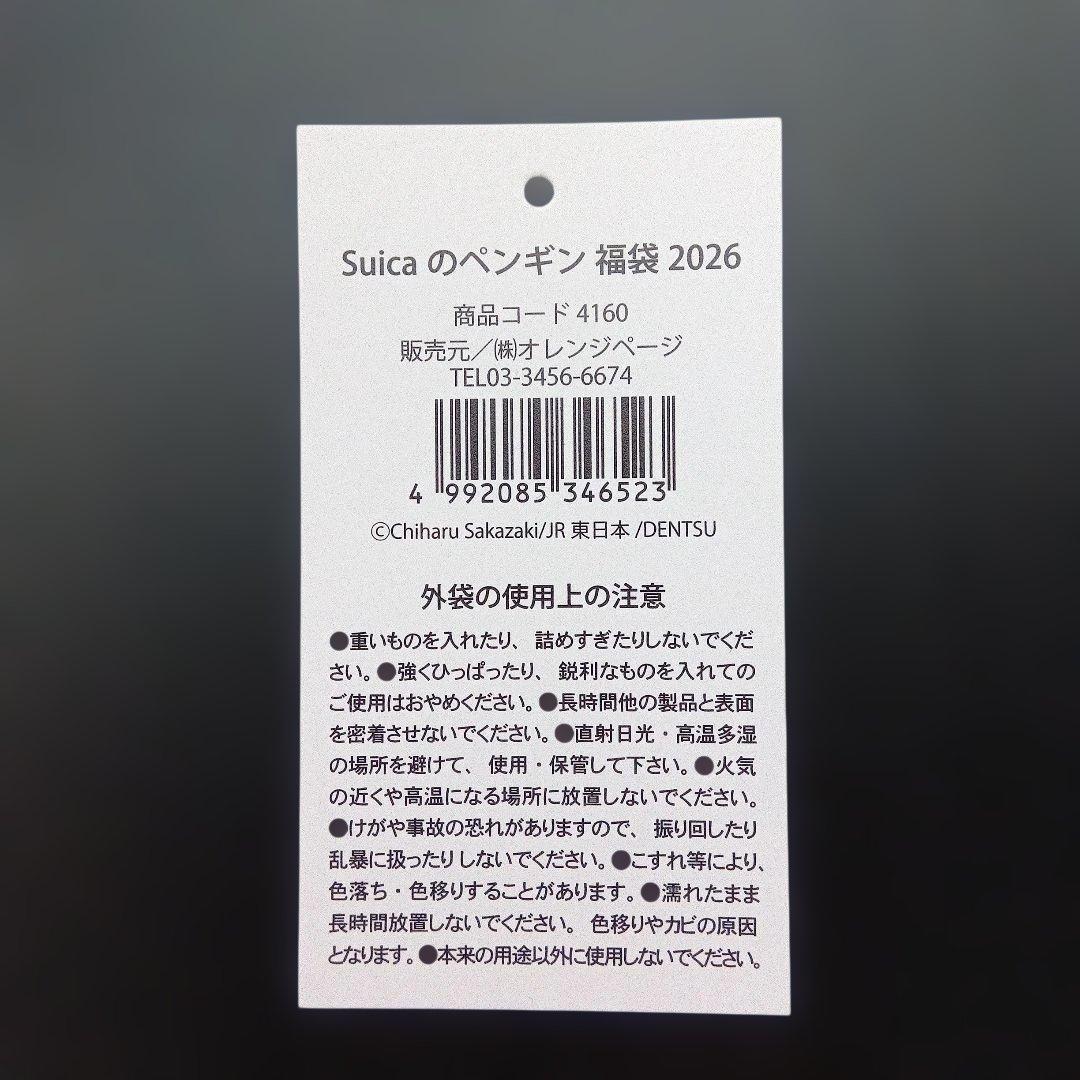 Suica のペンギン 福袋 2026
商品コード 4160
販売元／㈱オレンジページ
TEL03-3456-6674
4 992085 346523
©Chiharu Sakazaki/JR 東日本 /DENTSU
外袋の使用上の注意
●重いものを入れたり、詰めすぎたりしないでくだ
さい。●強くひっぱったり、鋭利なものを入れての
ご使用はおやめください。●長時間他の製品と表面
を密着させないでください。●直射日光・高温多湿
の場所を避けて、使用・保管して下さい。●火気
の近くや高温になる場所に放置しないでください。
●けがや事故の恐れがありますので、振り回したり
乱暴に扱ったりしないでください。●こすれ等により、
色落ち・色移りすることがあります。●濡れたまま
長時間放置しないでください。色移りやカビの原因
となります。●本来の用途以外に使用しないでください。